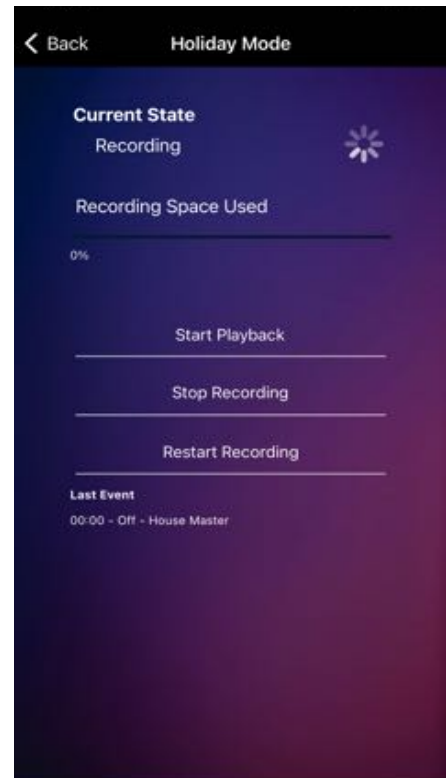 Back
Holiday Mode
Current State
Recording
Recording Space Used
0%
Start Playback
Stop Recording
Restart Recording
Last Event
00:00 - Off - House Master